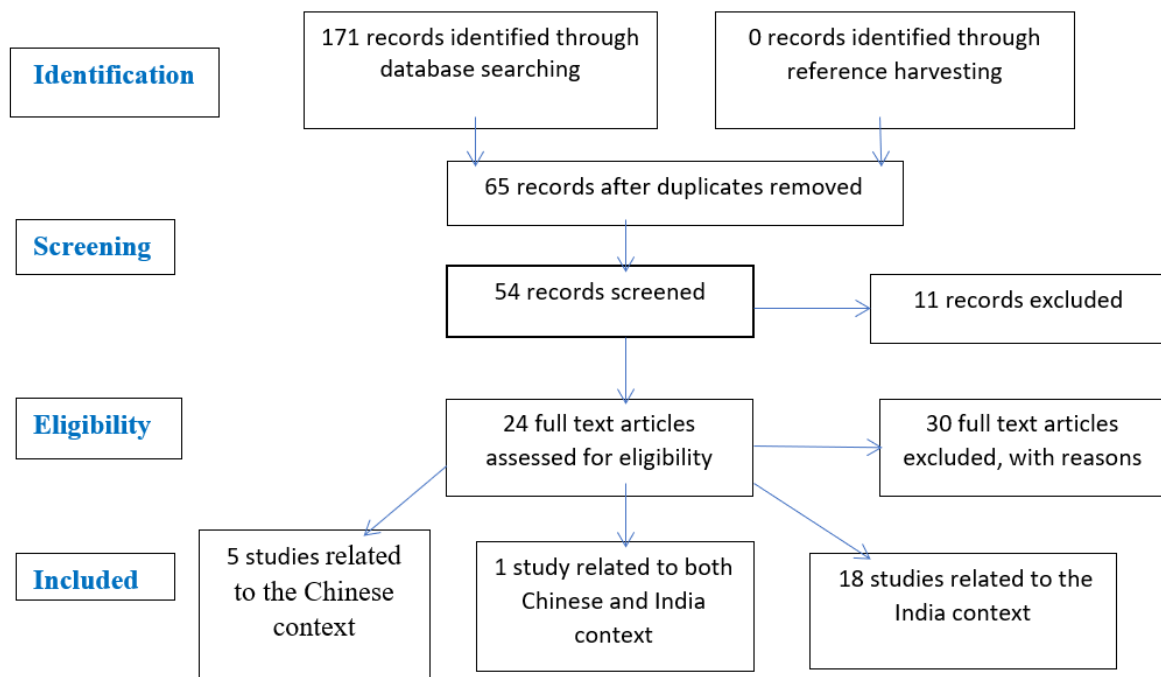 Identification
171 records identified through
database searching
0 records identified through
reference harvesting
65 records after duplicates removed
Screening
54 records screened
11 records excluded
Eligibility
24 full text articles
assessed for eligibility
30 full text articles
excluded, with reasons
Included
5 studies related
to the Chinese
context
1 study related to both
Chinese and India
context
18 studies related to the
India context